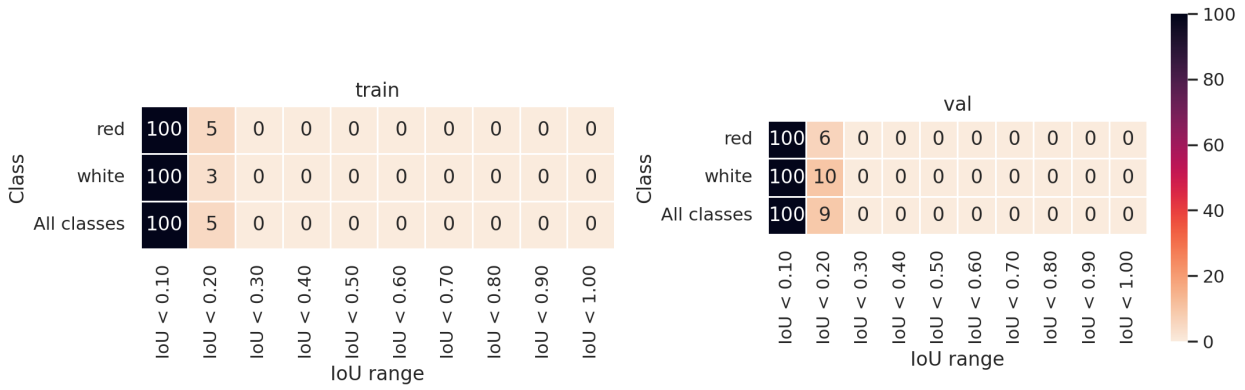 train
Class
red 100 5 0 0 0 0 0 0 0 0
white 100 3 0 0 0 0 0 0 0 0
All classes 100 5 0 0 0 0 0 0 0 0
IoU < 0.10
IoU < 0.20
IoU < 0.30
IoU < 0.40
IoU < 0.50
IoU < 0.60
IoU < 0.70
IoU < 0.80
IoU < 0.90
IoU < 1.00
IoU range
val
Class
red 100 6 0 0 0 0 0 0 0 0
white 100 10 0 0 0 0 0 0 0 0
All classes 100 9 0 0 0 0 0 0 0 0
IoU < 0.10
IoU < 0.20
IoU < 0.30
IoU < 0.40
IoU < 0.50
IoU < 0.60
IoU < 0.70
IoU < 0.80
IoU < 0.90
IoU < 1.00
IoU range
100
80
60
40
20
0